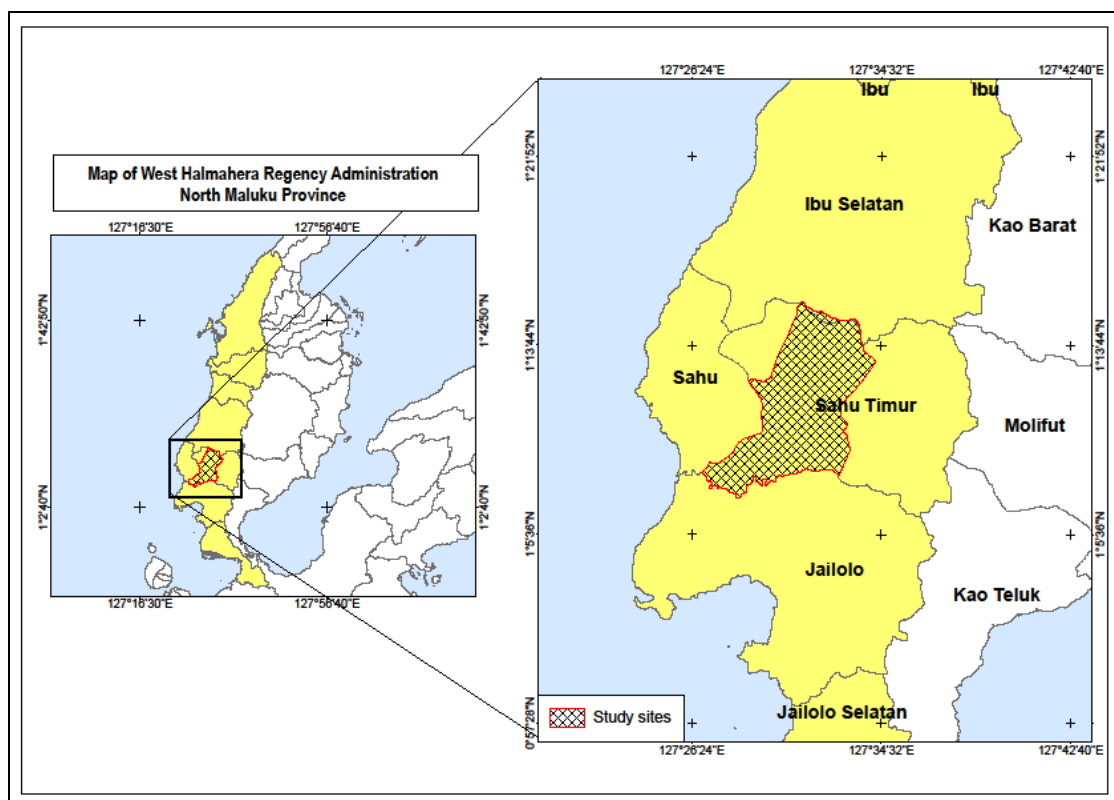 Map of West Halmahera Regency Administration
North Maluku Province
127°16'30"E 127°56'40"E
1°42'50"N 1°42'50"N
1°2'40"N 1°2'40"N
127°16'30"E 127°56'40"E
127°26'24"E 127°34'32"E 127°42'40"E
Ibu Ibu
1°21'52"N 1°21'52"N
Ibu Selatan
Kao Barat
1°13'44"N 1°13'44"N
Sahu
Sahu Timur
Molifut
1°5'36"N 1°5'36"N
Jailolo
Kao Teluk
Jailolo Selatan
Study sites
0°57'28"N 0°57'28"N
127°26'24"E 127°34'32"E 127°42'40"E